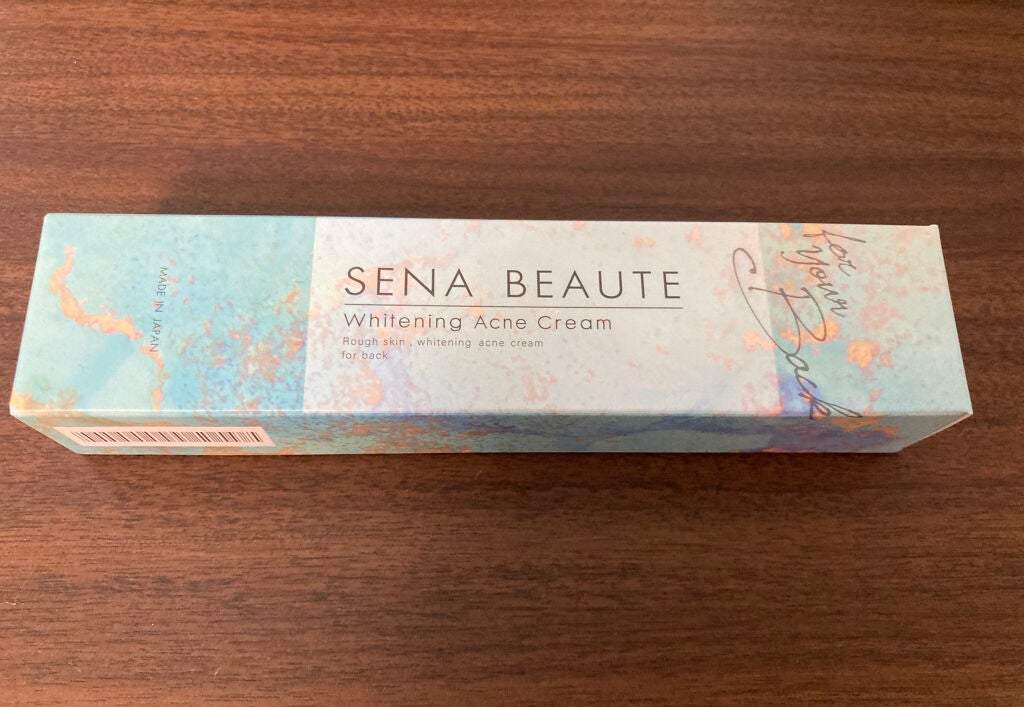 MADE IN JAPAN
SENA BEAUTE
Whitening Acne Cream
Rough skin , whitening acne cream
for back
for
your
Back